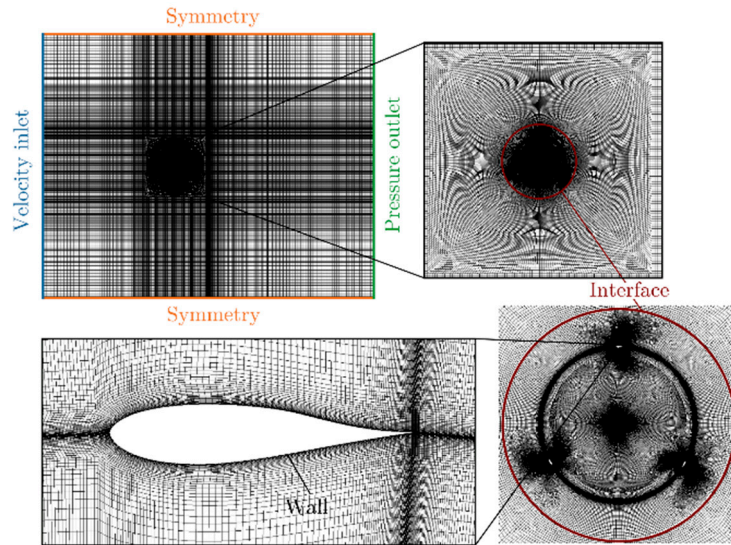 Symmetry
Velocity inlet
Pressure outlet
Symmetry
Interface
Wall